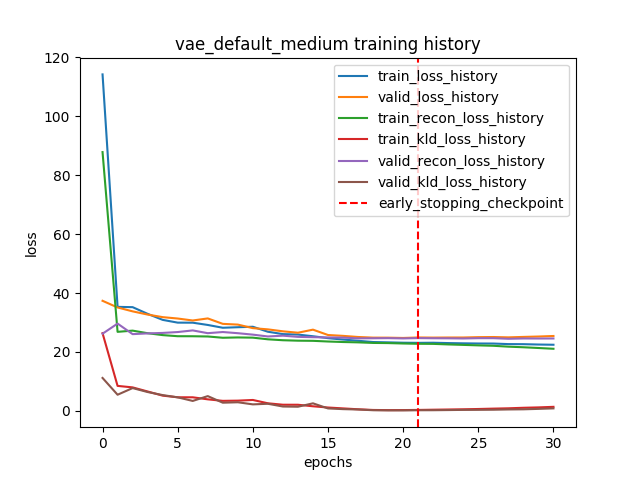 vae_default_medium training history
120
100
80
60
40
20
0
loss
train_loss_history
valid_loss_history
train_recon_loss_history
train_kld_loss_history
valid_recon_loss_history
valid_kld_loss_history
early_stopping_checkpoint
0 5 10 15 20 25 30
epochs